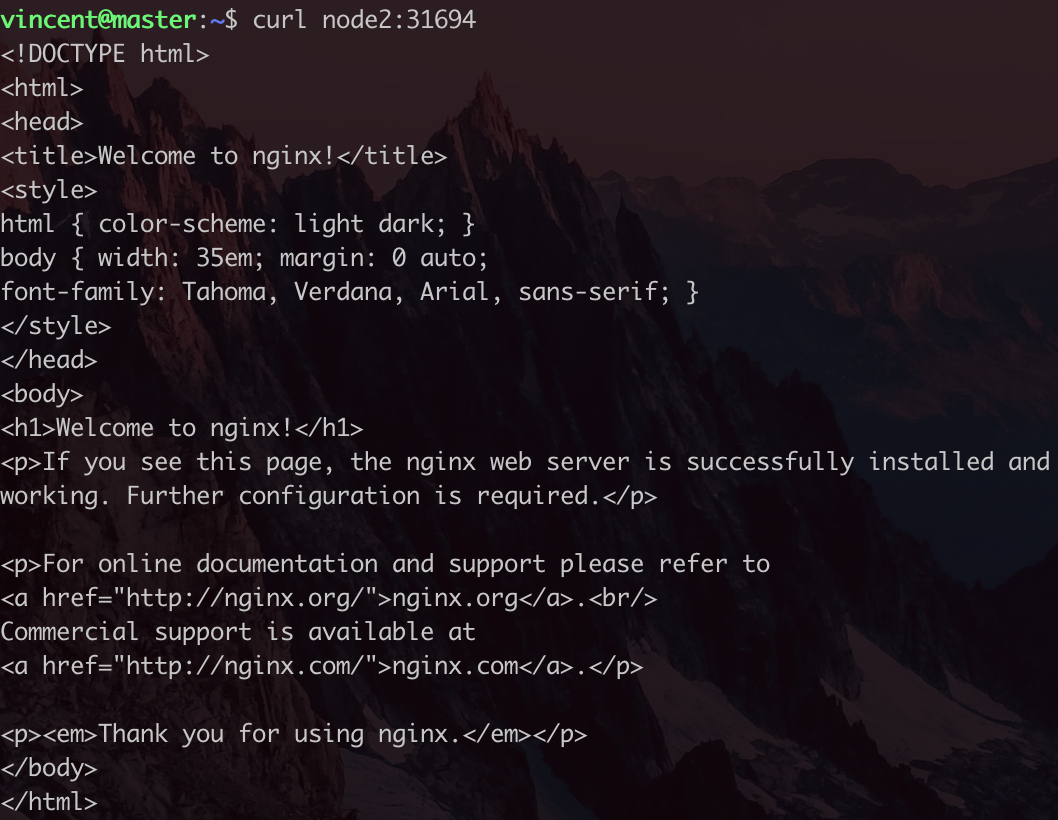 vincent@master:~$ curl node2:31694
<!DOCTYPE html>
<html>
<head>
<title>Welcome to nginx!</title>
<style>
html { color-scheme: light dark; }
body { width: 35em; margin: 0 auto;
font-family: Tahoma, Verdana, Arial, sans-serif; }
</style>
</head>
<body>
<h1>Welcome to nginx!</h1>
<p>If you see this page, the nginx web server is successfully installed and
working. Further configuration is required.</p>

<p>For online documentation and support please refer to
<a href="http://nginx.org/">nginx.org</a>.<br/>
Commercial support is available at
<a href="http://nginx.com/">nginx.com</a>.</p>

<p><em>Thank you for using nginx.</em></p>
</body>
</html>